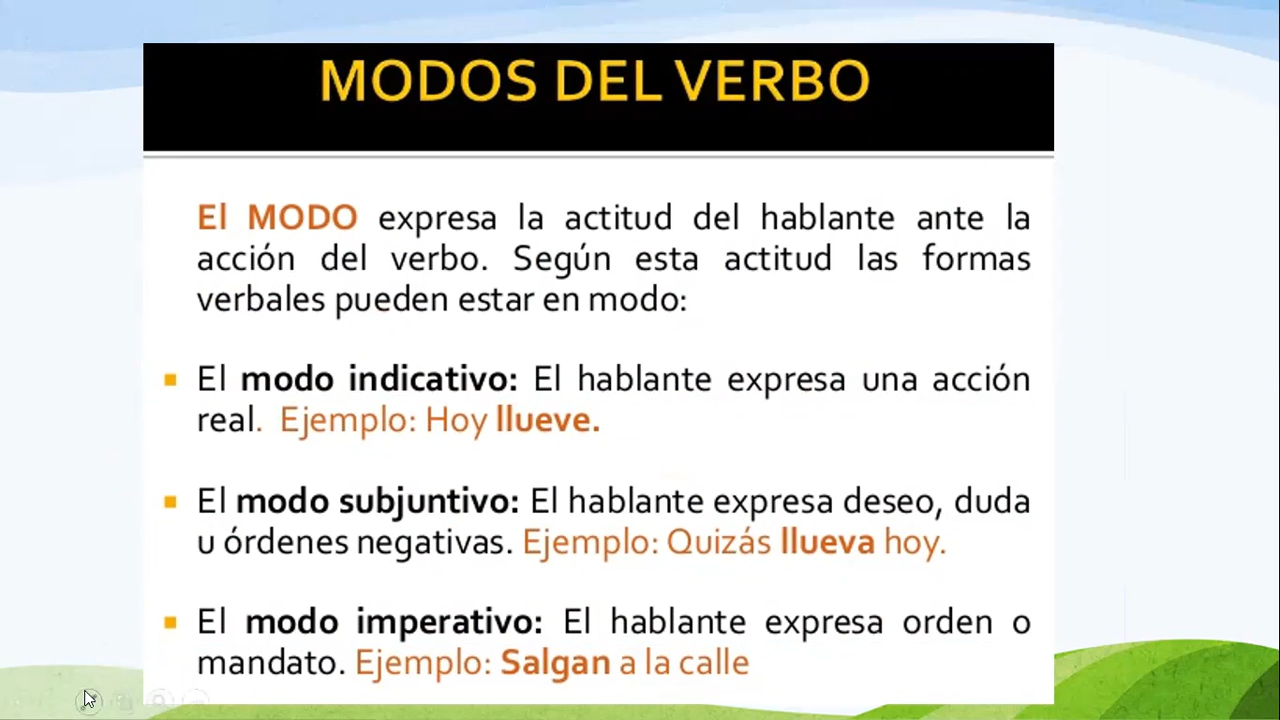 MODOS DEL VERBO
El MODO expresa la actitud del hablante ante la
acción del verbo. Según esta actitud las formas
verbales pueden estar en modo:
El modo indicativo: El hablante expresa una acción
real. Ejemplo: Hoy llueve.
El modo subjuntivo: El hablante expresa deseo, duda
u órdenes negativas. Ejemplo: Quizás llueva hoy.
El modo imperativo: El hablante expresa orden o
mandato. Ejemplo: Salgan a la calle